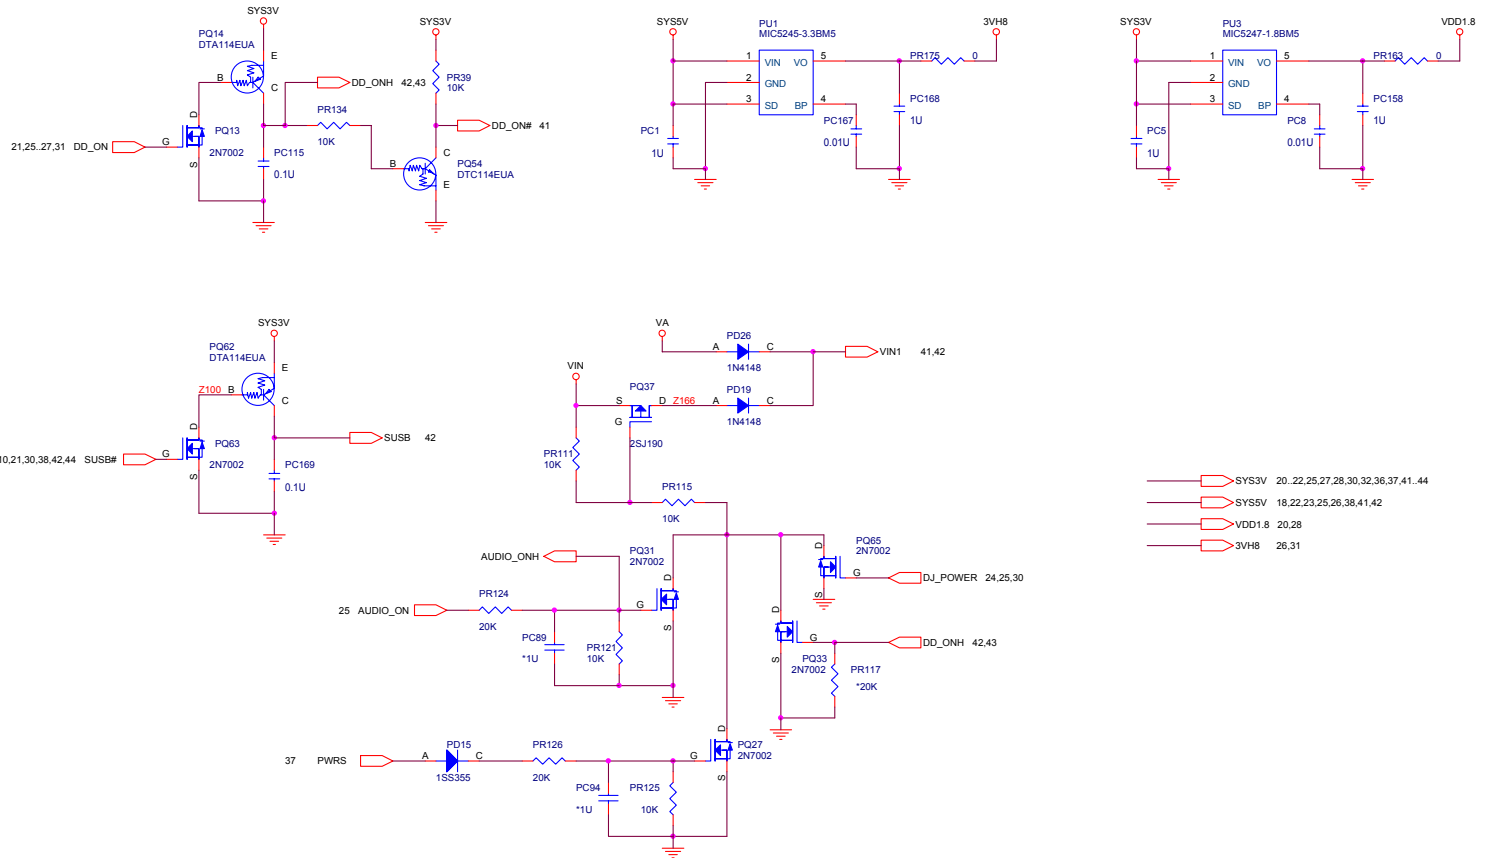 SYS3V
PQ14
DTA114EUA
E
B
C
DD_ONH 42,43
PR134
10K
D
PQ13
G
2N7002
S
21,25..27,31 DD_ON
PC115
0.1U
SYS3V
PR39
10K
DD_ON# 41
C
B
PQ54
DTC114EUA
E
SYS5V
PU1
MIC5245-3.3BM5
1 VIN VO 5
2 GND
3 SD BP 4
PR175 0
3VH8
PC168
1U
PC167
0.01U
PC1
1U
SYS3V
PU3
MIC5247-1.8BM5
1 VIN VO 5
2 GND
3 SD BP 4
PR163 0
VDD1.8
PC158
1U
PC8
0.01U
PC5
1U
SYS3V
PQ62
DTA114EUA
E
Z100 B
C
D
PQ63
G
2N7002
S
10,21,30,38,42,44 SUSB#
SUSB 42
PC169
0.1U
VA
PD26
A C
1N4148
VIN1 41,42
VIN
PQ37
S D Z166
G
2SJ190
PD19
A C
1N4148
PR111
10K
PR115
10K
SYS3V 20..22,25,27,28,30,32,36,37,41..44
SYS5V 18,22,23,25,26,38,41,42
VDD1.8 20,28
3VH8 26,31
AUDIO_ONH
PQ31
2N7002
D
G
S
25 AUDIO_ON
PR124
20K
PC89
*1U
PR121
10K
PQ65
2N7002
D
G
S
DJ_POWER 24,25,30
D
G
S
DD_ONH 42,43
PQ33
2N7002
PR117
*20K
37 PWRS
PD15
A C
1SS355
PR126
20K
PC94
*1U
PR125
10K
D
PQ27
G
2N7002
S